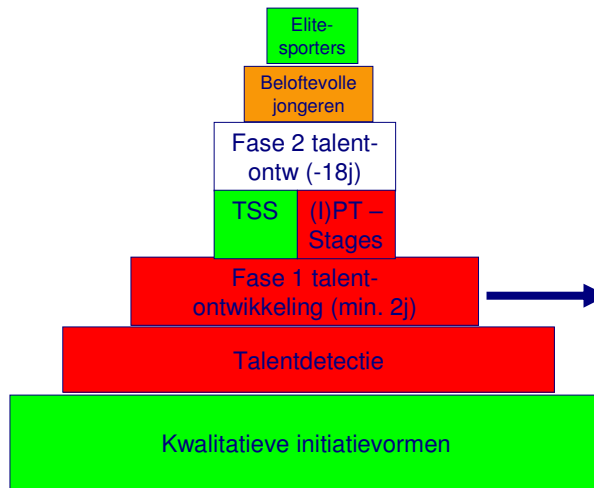 Elite-
sporters
Beloftevolle
jongeren
Fase 2 talent-
ontw (-18j)
TSS
(I)PT –
Stages
Fase 1 talent-
ontwikkeling (min. 2j)
Talentdetectie
Kwalitatieve initiatievormen